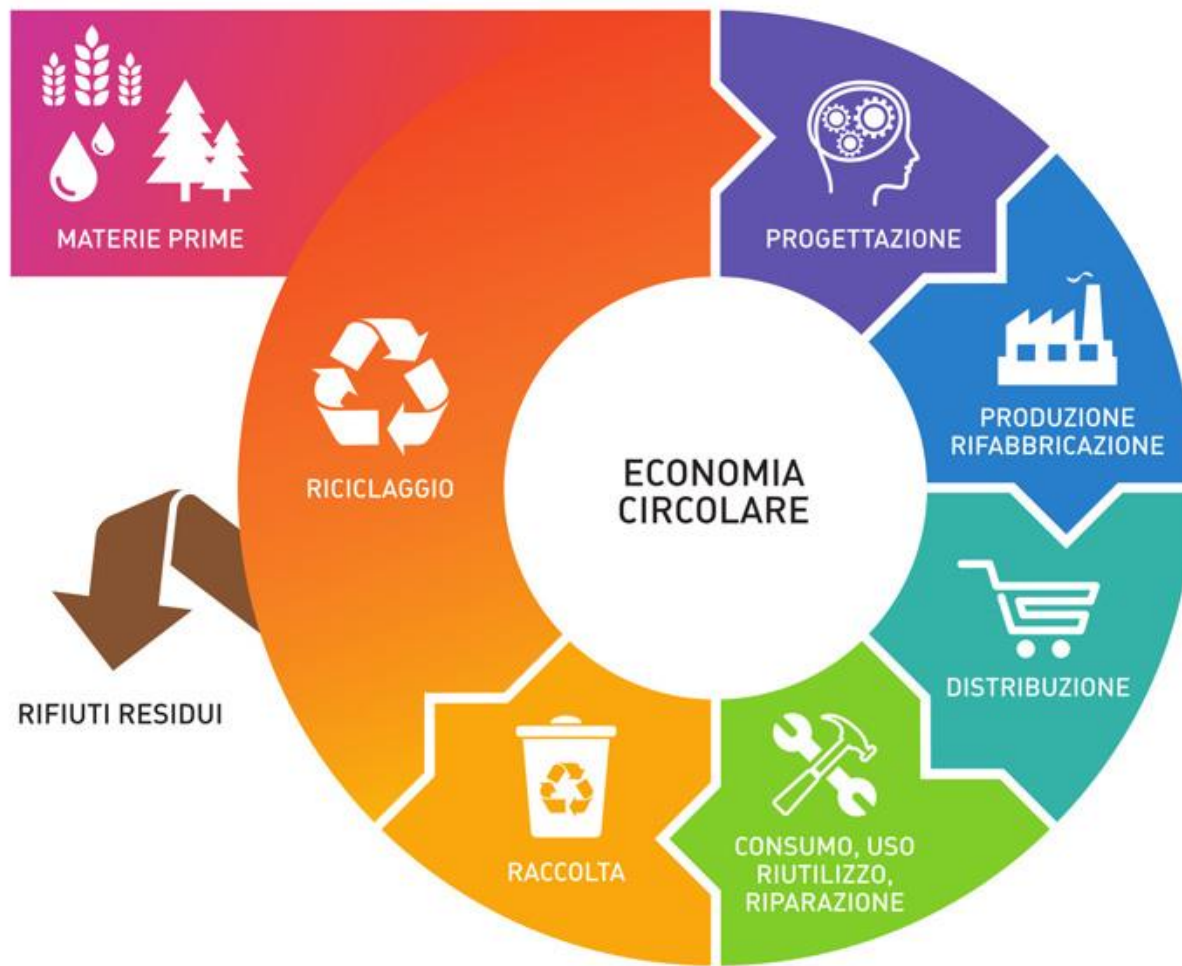 MATERIE PRIME
PROGETTAZIONE
PRODUZIONE
RIFABBRICAZIONE
RICICLAGGIO
ECONOMIA
CIRCOLARE
DISTRIBUZIONE
RIFIUTI RESIDUI
CONSUMO, USO
RIUTILIZZO,
RIPARAZIONE
RACCOLTA